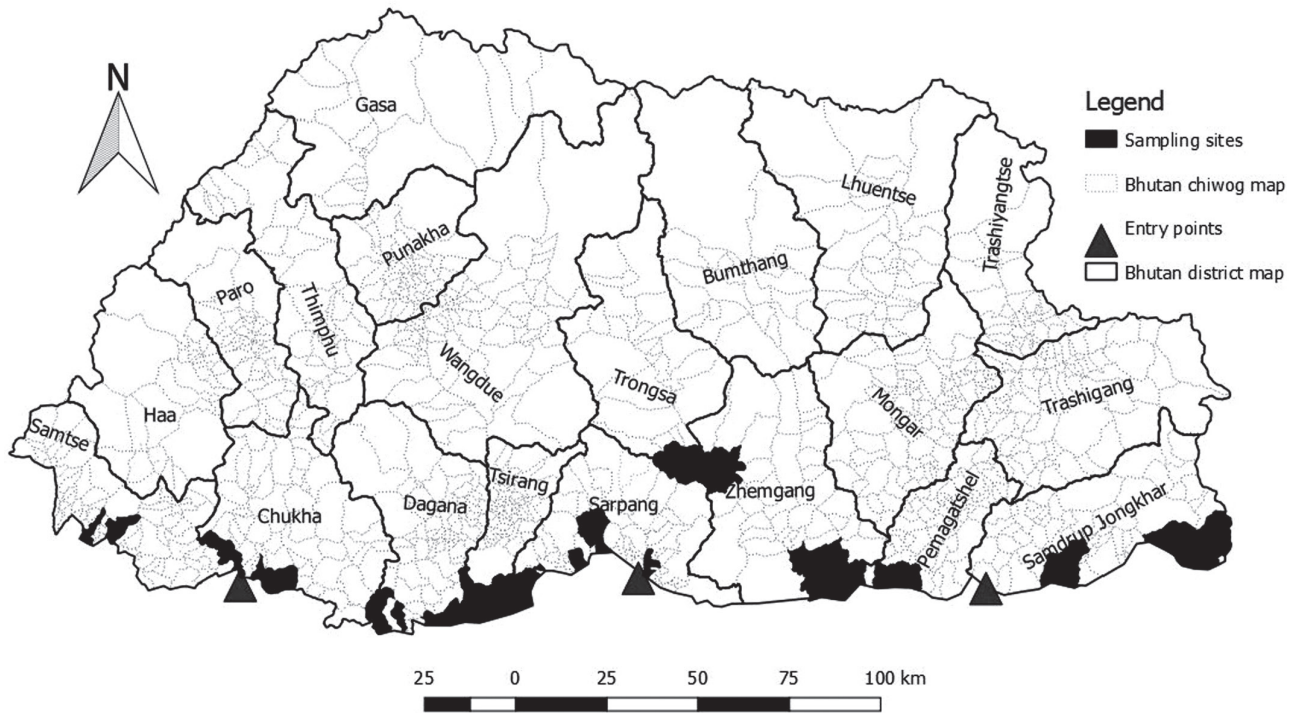 N
Gasa
Legend
Sampling sites
Bhutan chiwog map
Entry points
Bhutan district map
Lhuentse
Trashiyangtse
Punakha
Bumthang
Paro
Thimphu
Wangdue
Trongsa
Mongar
Trashigang
Haa
Samtse
Tsirang
Dagana
Sarpang
Zhemgang
Pemagatshel
Chukha
Samdrup Jongkhar
25 0 25 50 75 100 km